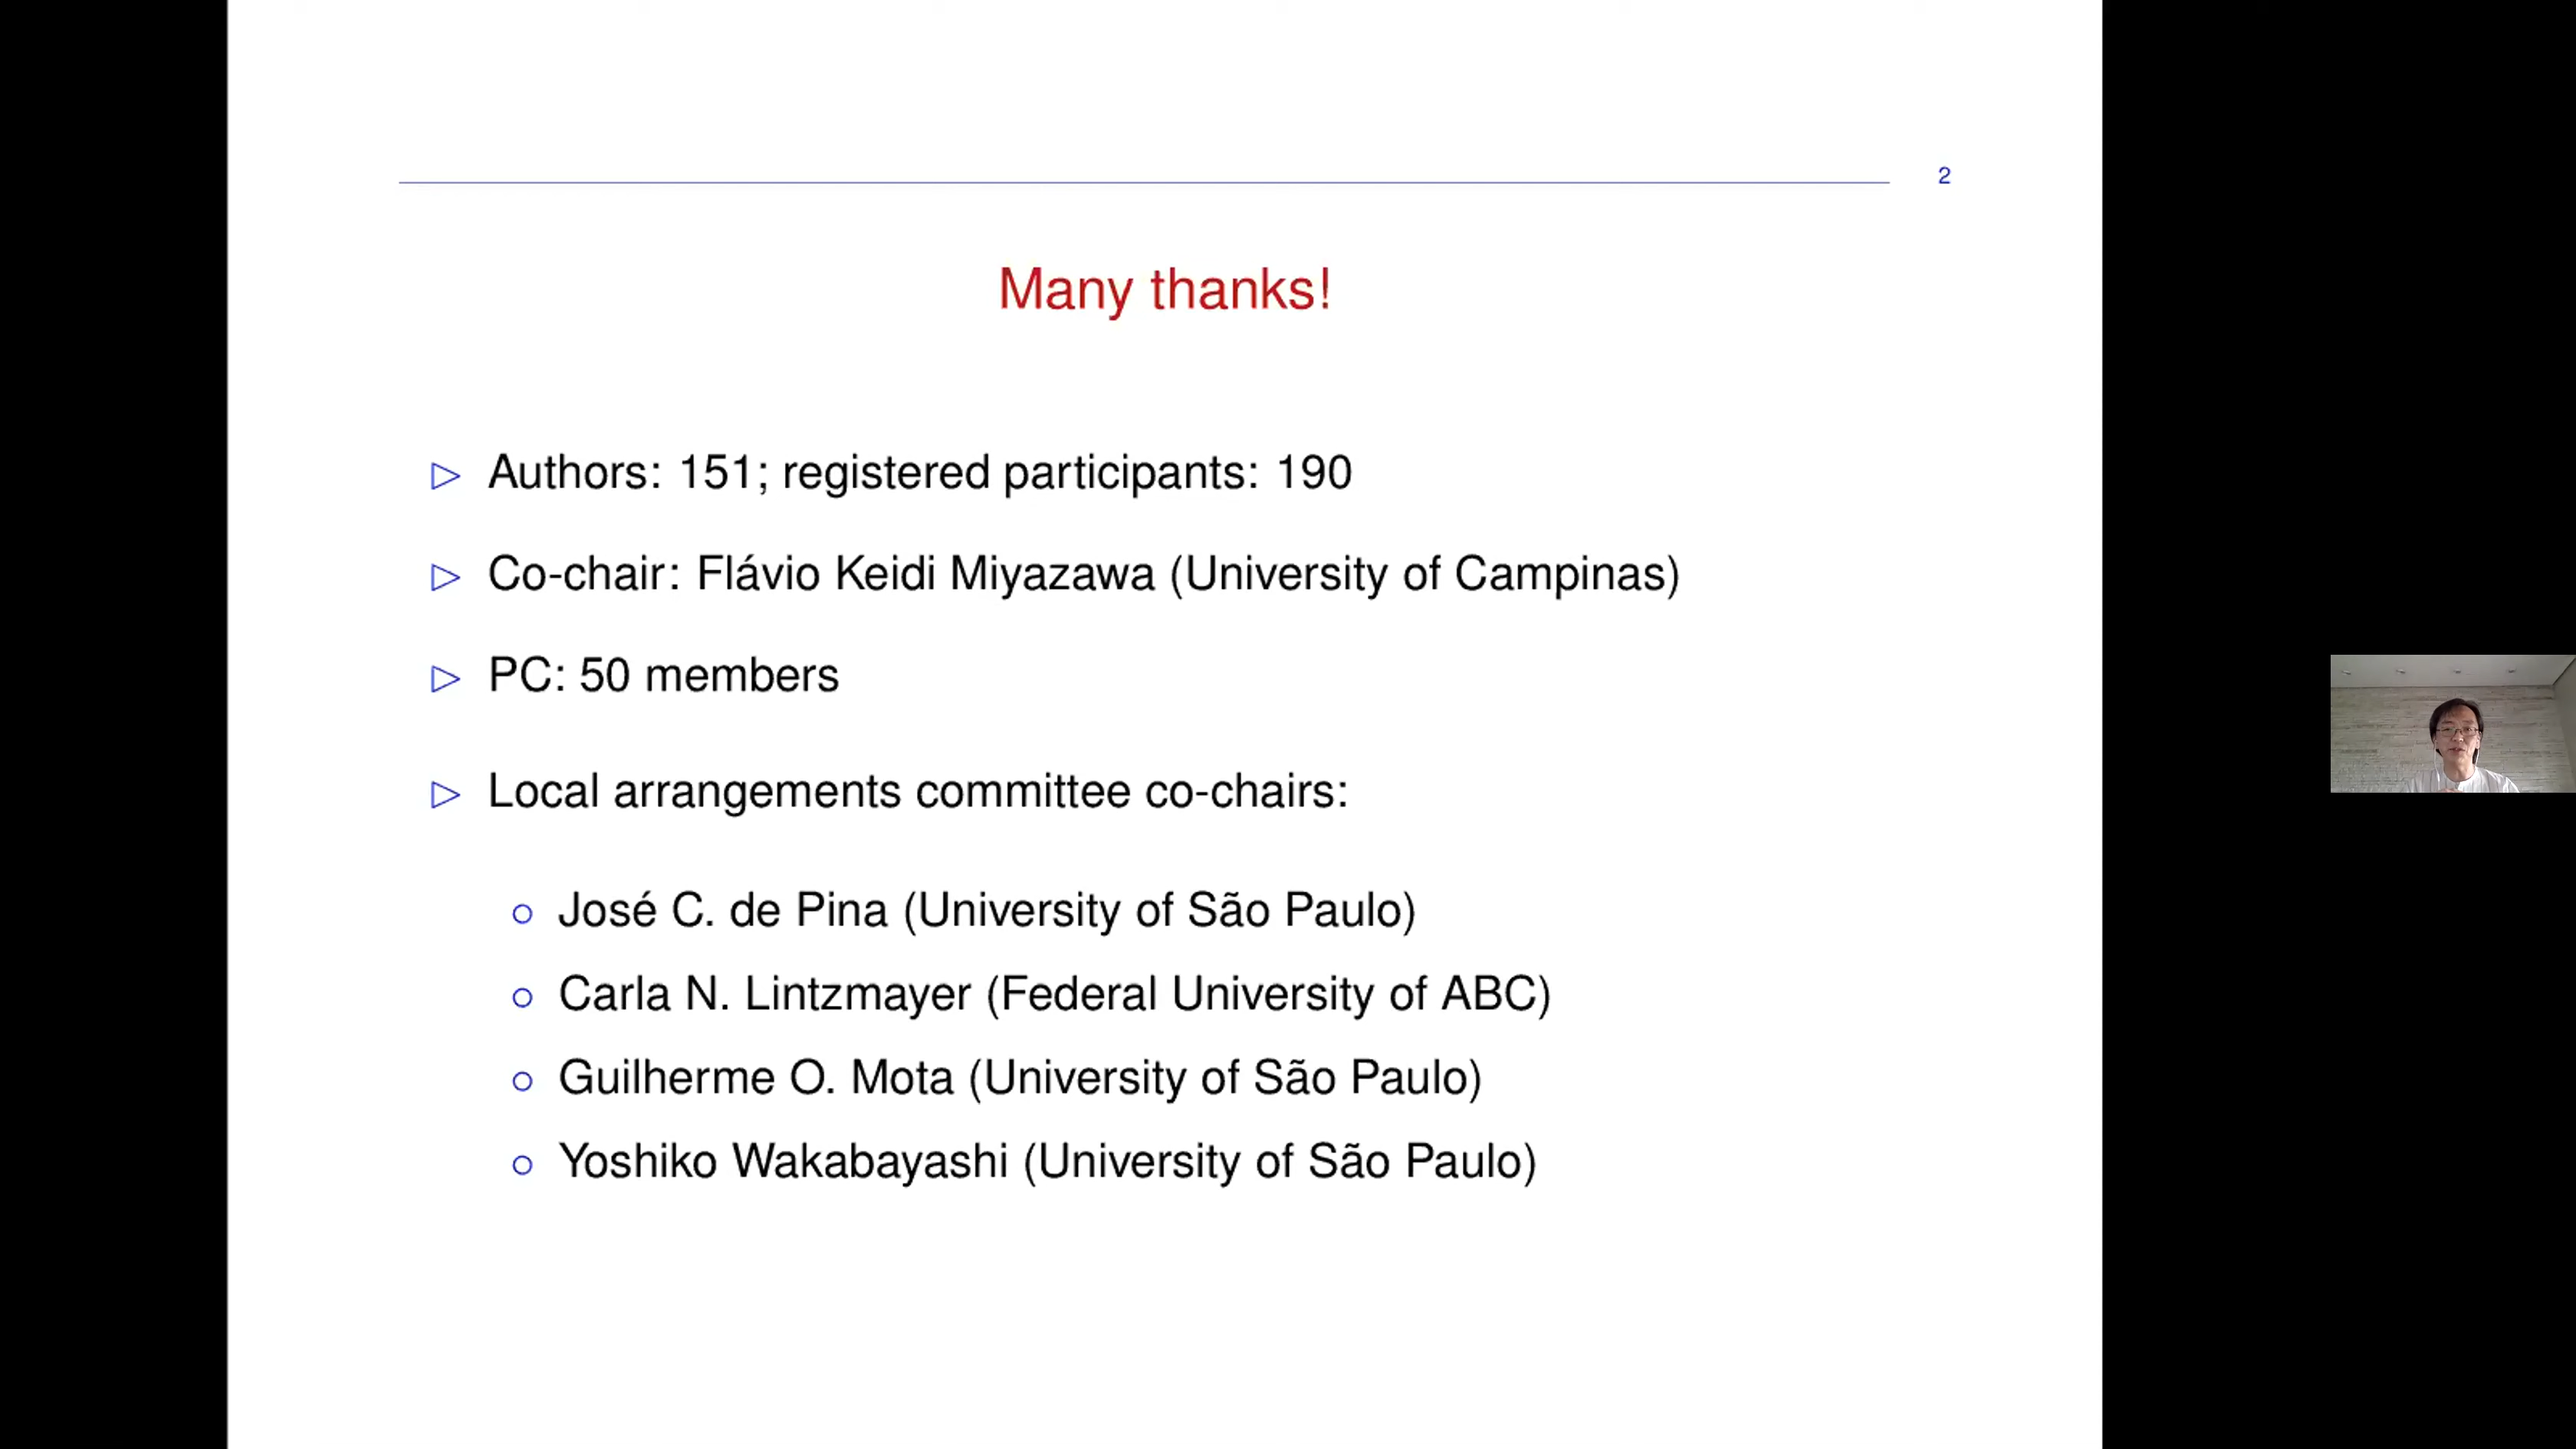 2
Many thanks!
Authors: 151; registered participants: 190
Co-chair: Flávio Keidi Miyazawa (University of Campinas)
PC: 50 members
Local arrangements committee co-chairs:
José C. de Pina (University of São Paulo)
Carla N. Lintzmayer (Federal University of ABC)
Guilherme O. Mota (University of São Paulo)
Yoshiko Wakabayashi (University of São Paulo)